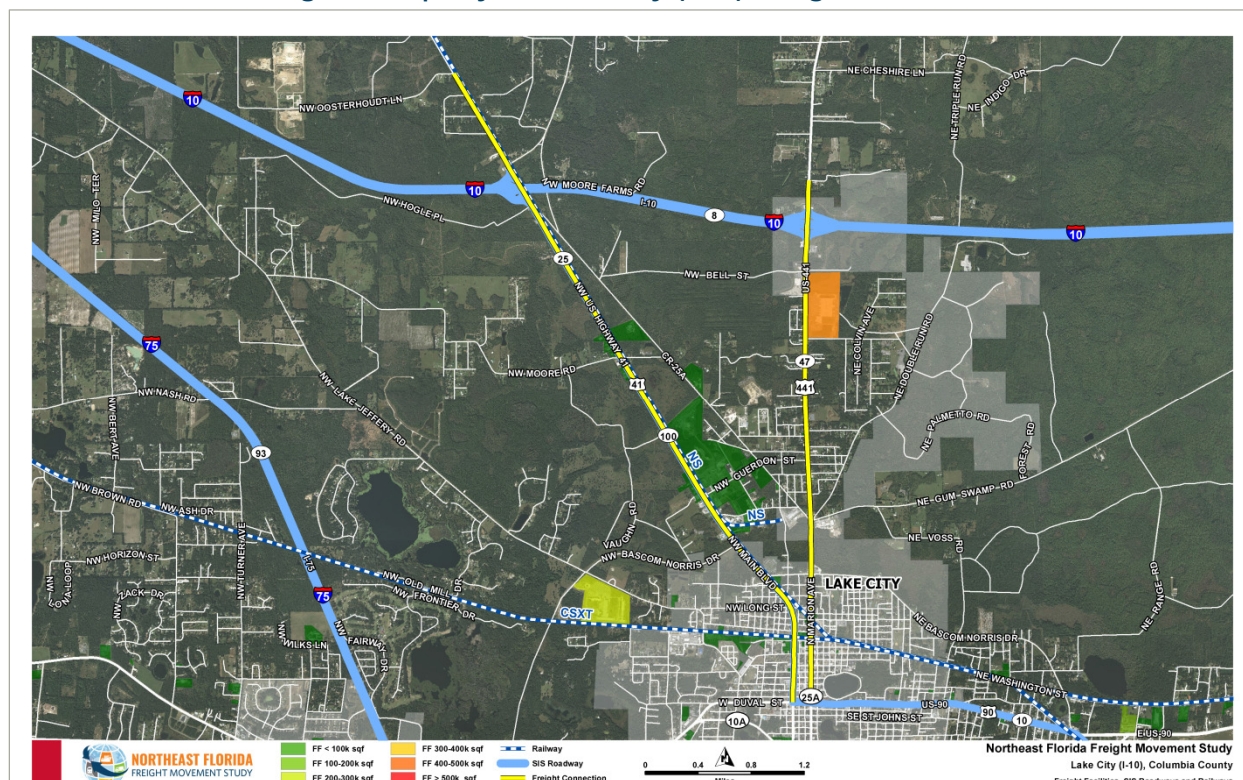 NW OOSTERHOUDT LN
NE CHESHIRE LN
NE TRIPLE RUN RD
NE INDIGO DR
10
NW MILO TER
10
NW HOGLE PL
NW MOORE FARMS RD
I-10
8
10
10
25
NW BELL ST
US-441
NW US HIGHWAY 41
CR-25A
NE COLVIN AVE
NE DOUBLE RUN RD
75
NW MOORE RD
47
41
441
NW NASH RD
NW BERT AVE
NW LAKE JEFFERY RD
100
NS
NE PALMETTO RD
FOREST RD
93
NW GUERDON ST
NE GUM SWAMP RD
NW BROWN RD
NW ASH DR
NS
VAUGHN RD
NE VOSS RD
NW HORIZON ST
NW TURNER AVE
I-75
NW BASCOM NORRIS DR
NW MAIN BLVD
LAKE CITY
NW LONA LOOP
NW ZACK DR
75
NW OLD MILL DR
NW FRONTIER DR
CSXT
NW LONG ST
N MARION AVE
NE RANGE RD
NE BASCOM NORRIS DR
NW WILKS LN
NW FAIRWAY DR
NE WASHINGTON ST
25A
W DUVAL ST
US-90
90
10
10A
SE ST JOHNS ST
E US-90
NORTHEAST FLORIDA
FREIGHT MOVEMENT STUDY
FF < 100k sqf
FF 100-200k sqf
FF 200-300k sqf
FF 300-400k sqf
FF 400-500k sqf
FF > 500k sqf
Railway
SIS Roadway
Freight Connection
N
0 0.4 0.8 1.2
Miles
Northeast Florida Freight Movement Study
Lake City (I-10), Columbia County
Freight Facilities, SIS Roadways and Railways